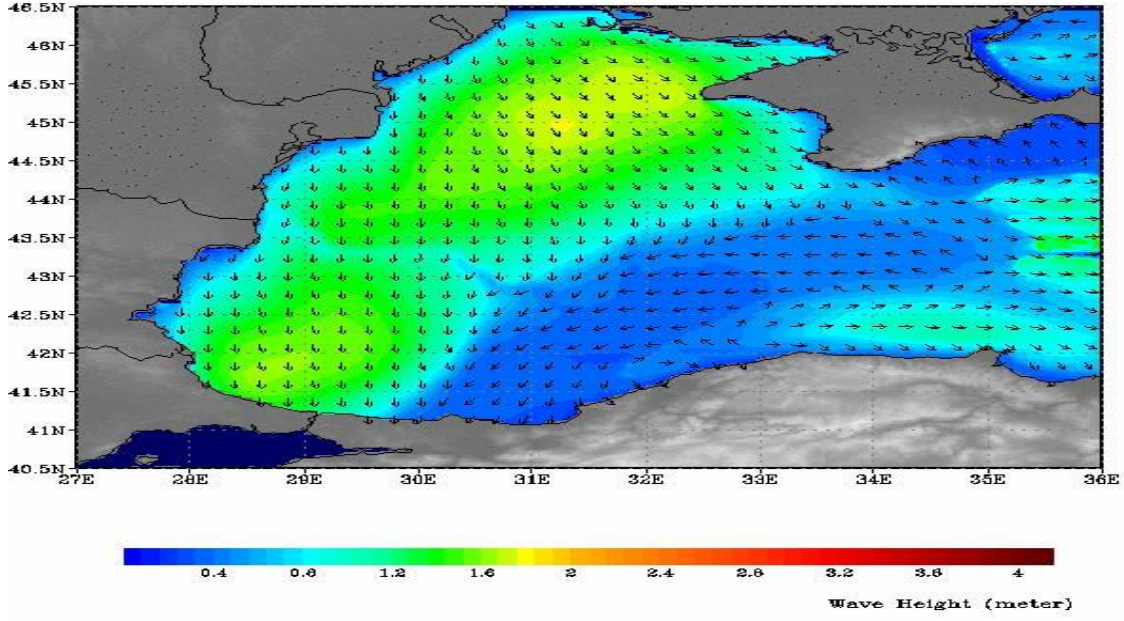 46.5N
46N
45.5N
45N
44.5N
44N
43.5N
43N
42.5N
42N
41.5N
41N
40.5N
27E 28E 29E 30E 31E 32E 33E 34E 35E 36E
0.4 0.8 1.2 1.6 2 2.4 2.8 3.2 3.6 4
Wave Height (meter)